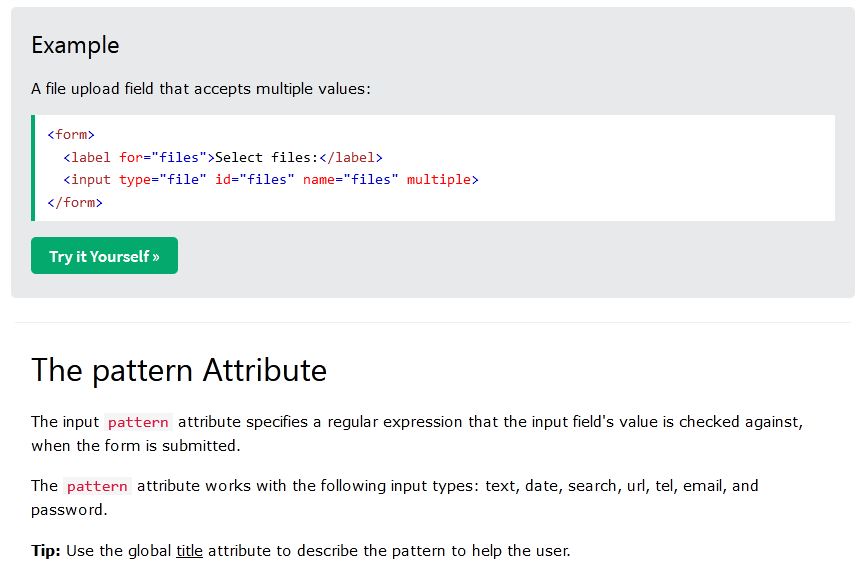 Example
A file upload field that accepts multiple values:
<form>
  <label for="files">Select files:</label>
  <input type="file" id="files" name="files" multiple>
</form>
Try it Yourself »
The pattern Attribute
The input pattern attribute specifies a regular expression that the input field's value is checked against,
when the form is submitted.
The pattern attribute works with the following input types: text, date, search, url, tel, email, and
password.
Tip: Use the global title attribute to describe the pattern to help the user.